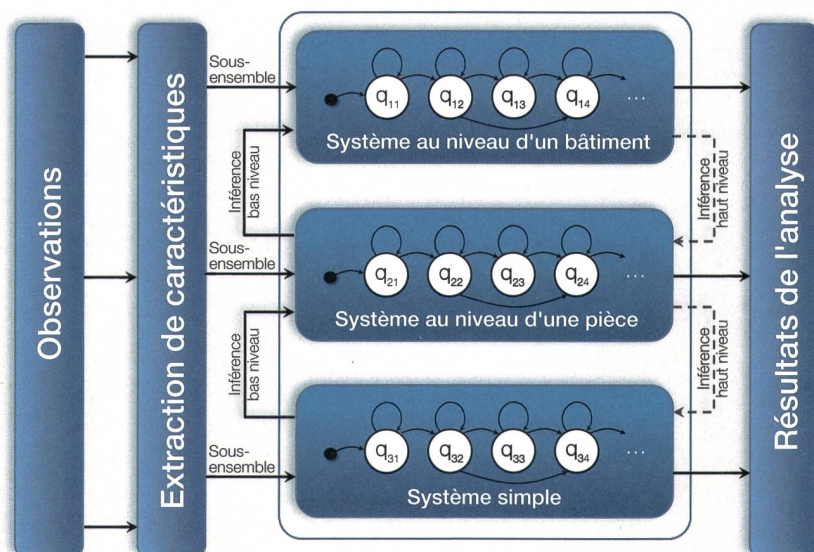 Observations
Extraction de caractéristiques
Sous-
ensemble
q11 q12 q13 q14 ...
Système au niveau d'un bâtiment
Inférence
bas niveau
Inférence
haut niveau
Sous-
ensemble
q21 q22 q23 q24 ...
Système au niveau d'une pièce
Inférence
bas niveau
Inférence
haut niveau
Sous-
ensemble
q31 q32 q33 q34 ...
Système simple
Résultats de l'analyse